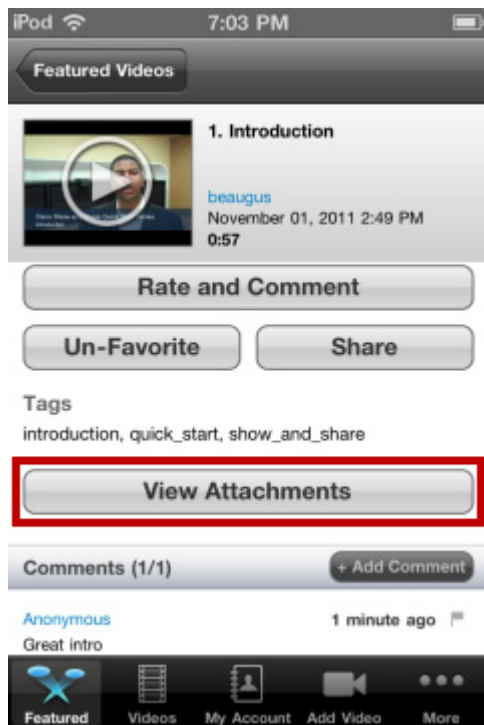 iPod 7:03 PM
Featured Videos
1. Introduction
beaugus
November 01, 2011 2:49 PM
0:57
Rate and Comment
Un-Favorite Share
Tags
introduction, quick_start, show_and_share
View Attachments
Comments (1/1) + Add Comment
Anonymous 1 minute ago
Great intro
Featured Videos My Account Add Video More